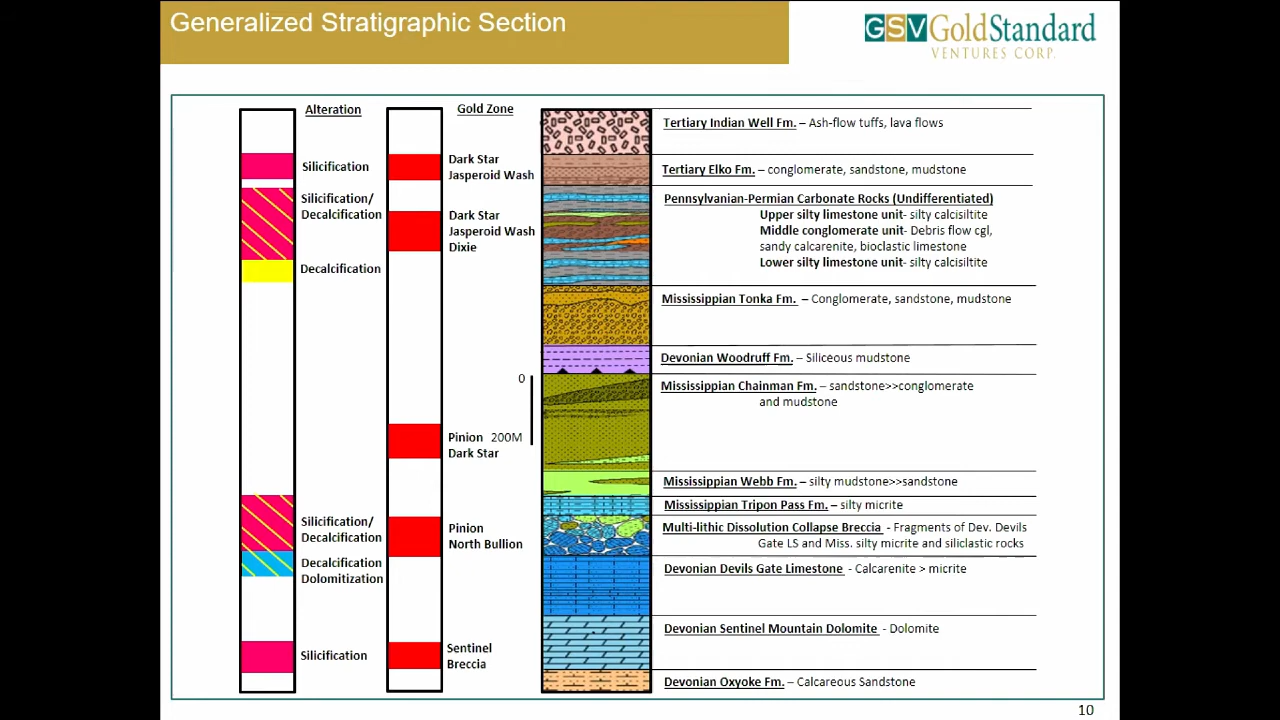 Generalized Stratigraphic Section
GSV GoldStandard
VENTURES CORP.
Alteration
Gold Zone
Silicification
Dark Star
Jasperoid Wash
Silicification/
Decalcification
Dark Star
Jasperoid Wash
Dixie
Decalcification
0
Pinion 200M
Dark Star
Silicification/
Decalcification
Pinion
North Bullion
Decalcification
Dolomitization
Silicification
Sentinel
Breccia
Tertiary Indian Well Fm. – Ash-flow tuffs, lava flows
Tertiary Elko Fm. – conglomerate, sandstone, mudstone
Pennsylvanian-Permian Carbonate Rocks (Undifferentiated)
Upper silty limestone unit- silty calcisiltite
Middle conglomerate unit- Debris flow cgl,
sandy calcarenite, bioclastic limestone
Lower silty limestone unit- silty calcisiltite
Mississippian Tonka Fm. – Conglomerate, sandstone, mudstone
Devonian Woodruff Fm. – Siliceous mudstone
Mississippian Chainman Fm. – sandstone>>conglomerate
and mudstone
Mississippian Webb Fm. – silty mudstone>>sandstone
Mississippian Tripon Pass Fm. – silty micrite
Multi-lithic Dissolution Collapse Breccia - Fragments of Dev. Devils
Gate LS and Miss. silty micrite and siliclastic rocks
Devonian Devils Gate Limestone - Calcarenite > micrite
Devonian Sentinel Mountain Dolomite - Dolomite
Devonian Oxyoke Fm. – Calcareous Sandstone
10